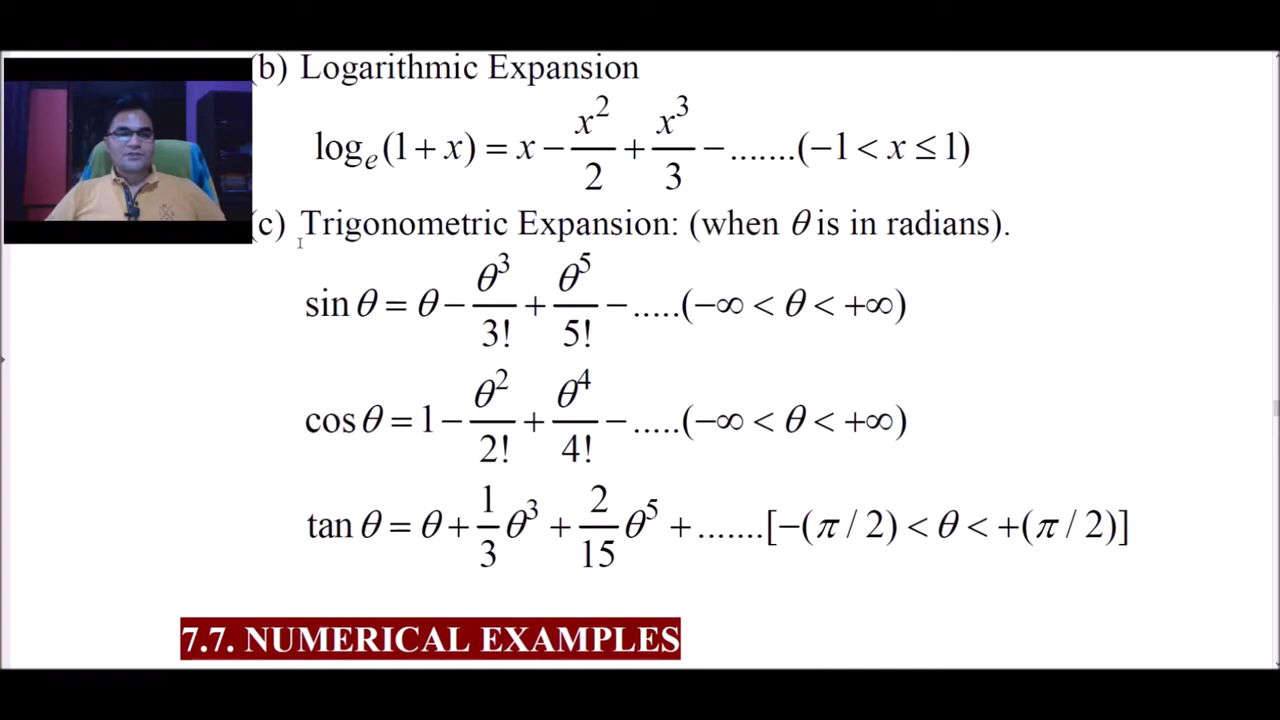 (b) Logarithmic Expansion
logₑ(1 + x) = x − x²/2 + x³/3 − .......(−1 < x ≤ 1)
(c) Trigonometric Expansion: (when θ is in radians).
sin θ = θ − θ³/3! + θ⁵/5! − .....(−∞ < θ < +∞)
cos θ = 1 − θ²/2! + θ⁴/4! − .....(−∞ < θ < +∞)
tan θ = θ + 1/3 θ³ + 2/15 θ⁵ + .......[−(π / 2) < θ < +(π / 2)]
7.7. NUMERICAL EXAMPLES